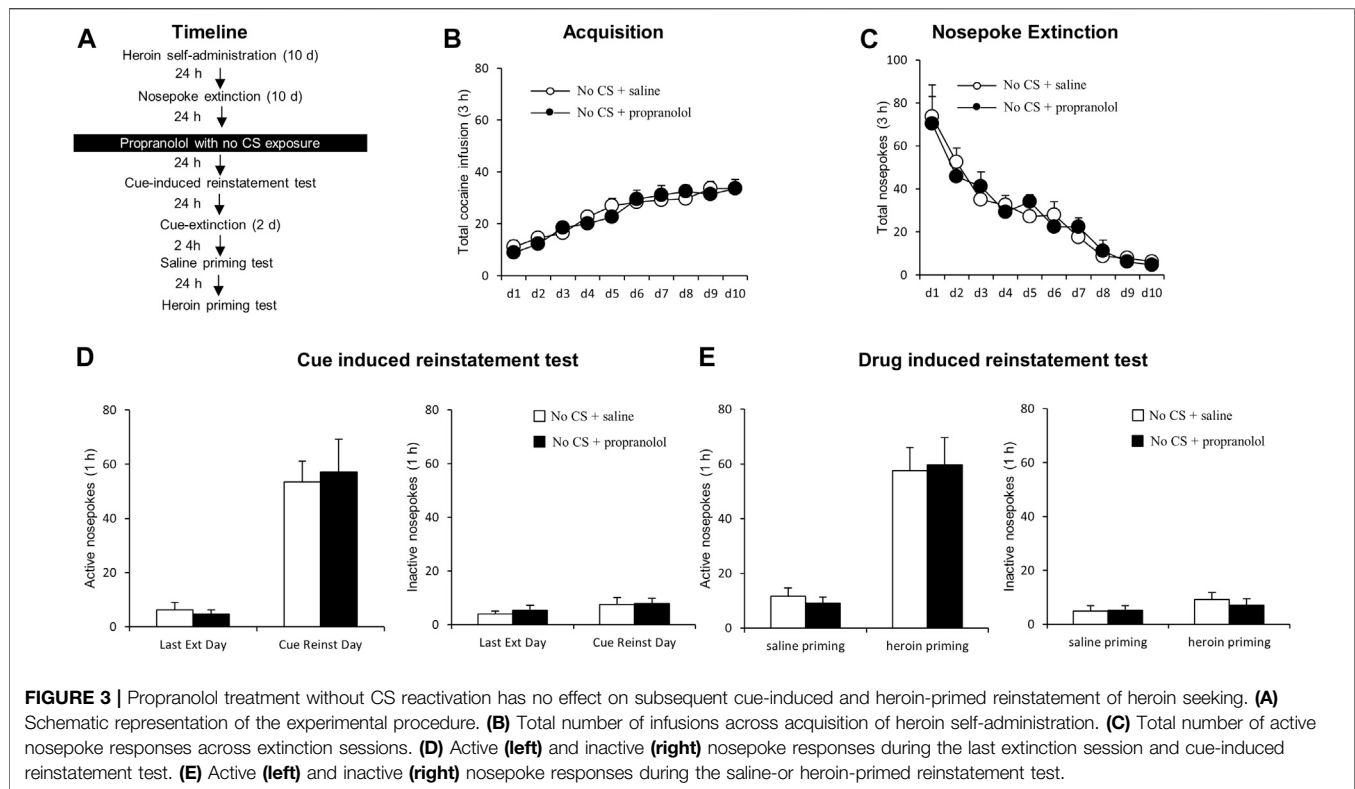 A
Timeline
Heroin self-administration (10 d)
24 h
Nosepoke extinction (10 d)
24 h
Propranolol with no CS exposure
24 h
Cue-induced reinstatement test
24 h
Cue-extinction (2 d)
2 4h
Saline priming test
24 h
Heroin priming test
B
Acquisition
Total cocaine infusion (3 h)
80
60
40
20
0
No CS + saline
No CS + propranolol
d1 d2 d3 d4 d5 d6 d7 d8 d9 d10
C
Nosepoke Extinction
Total nosepokes (3 h)
100
80
60
40
20
0
No CS + saline
No CS + propranolol
d1 d2 d3 d4 d5 d6 d7 d8 d9 d10
D
Cue induced reinstatement test
Active nosepokes (1 h)
80
60
40
20
0
Last Ext Day Cue Reinst Day
Inactive nosepokes (1 h)
80
60
40
20
0
No CS + saline
No CS + propranolol
Last Ext Day Cue Reinst Day
E
Drug induced reinstatement test
Active nosepokes (1 h)
80
60
40
20
0
saline priming heroin priming
Inactive nosepokes (1 h)
80
60
40
20
0
No CS + saline
No CS + propranolol
saline priming heroin priming
FIGURE 3 | Propranolol treatment without CS reactivation has no effect on subsequent cue-induced and heroin-primed reinstatement of heroin seeking. (A)
Schematic representation of the experimental procedure. (B) Total number of infusions across acquisition of heroin self-administration. (C) Total number of active
nosepoke responses across extinction sessions. (D) Active (left) and inactive (right) nosepoke responses during the last extinction session and cue-induced
reinstatement test. (E) Active (left) and inactive (right) nosepoke responses during the saline-or heroin-primed reinstatement test.